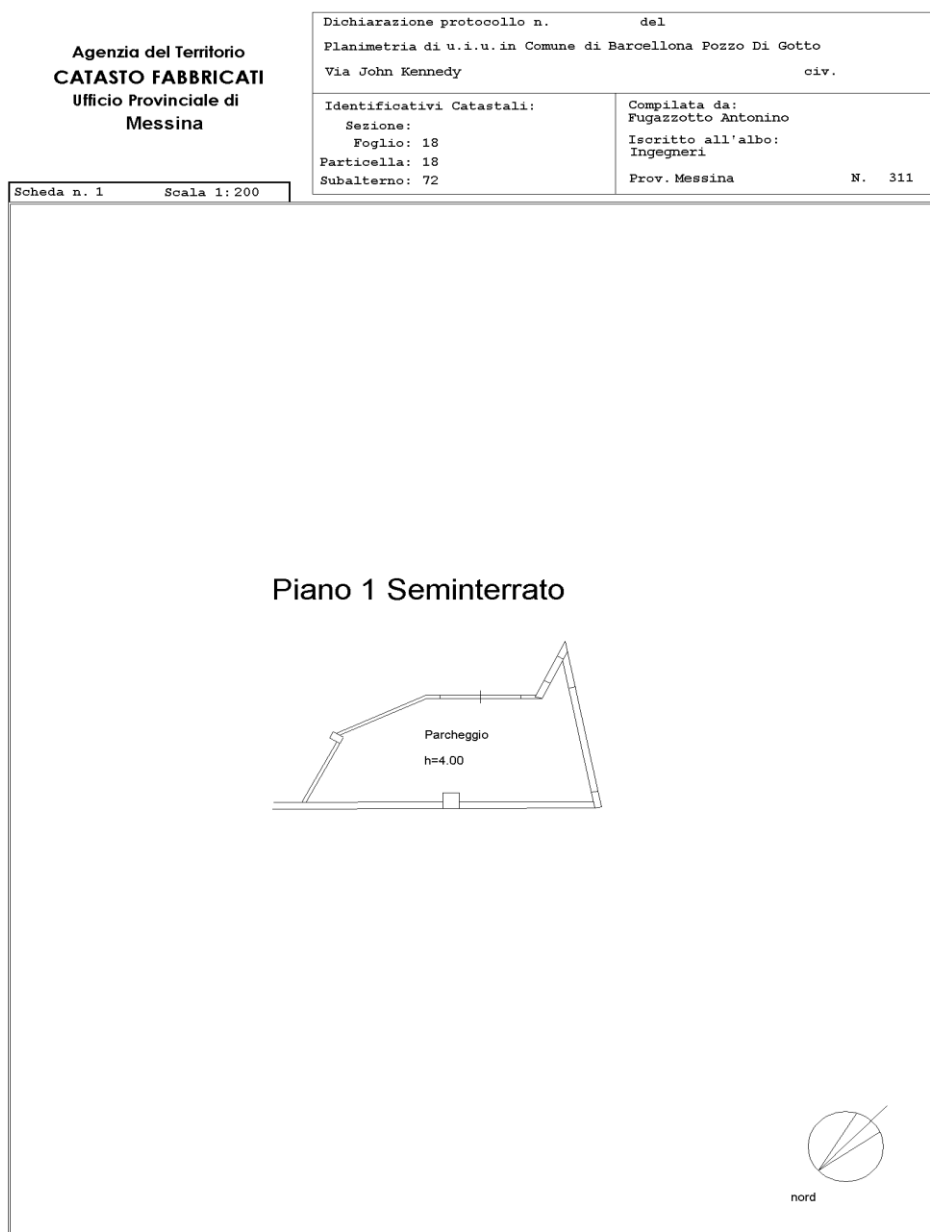 Agenzia del Territorio
CATASTO FABBRICATI
Ufficio Provinciale di
Messina
Scheda n. 1 Scala 1:200
Dichiarazione protocollo n. del
Planimetria di u.i.u. in Comune di Barcellona Pozzo Di Gotto
Via John Kennedy civ.
Identificativi Catastali:
Sezione:
Foglio: 18
Particella: 18
Subalterno: 72
Compilata da:
Fugazzotto Antonino
Iscritto all'albo:
Ingegneri
Prov. Messina N. 311
Piano 1 Seminterrato
Parcheggio
h=4.00
nord